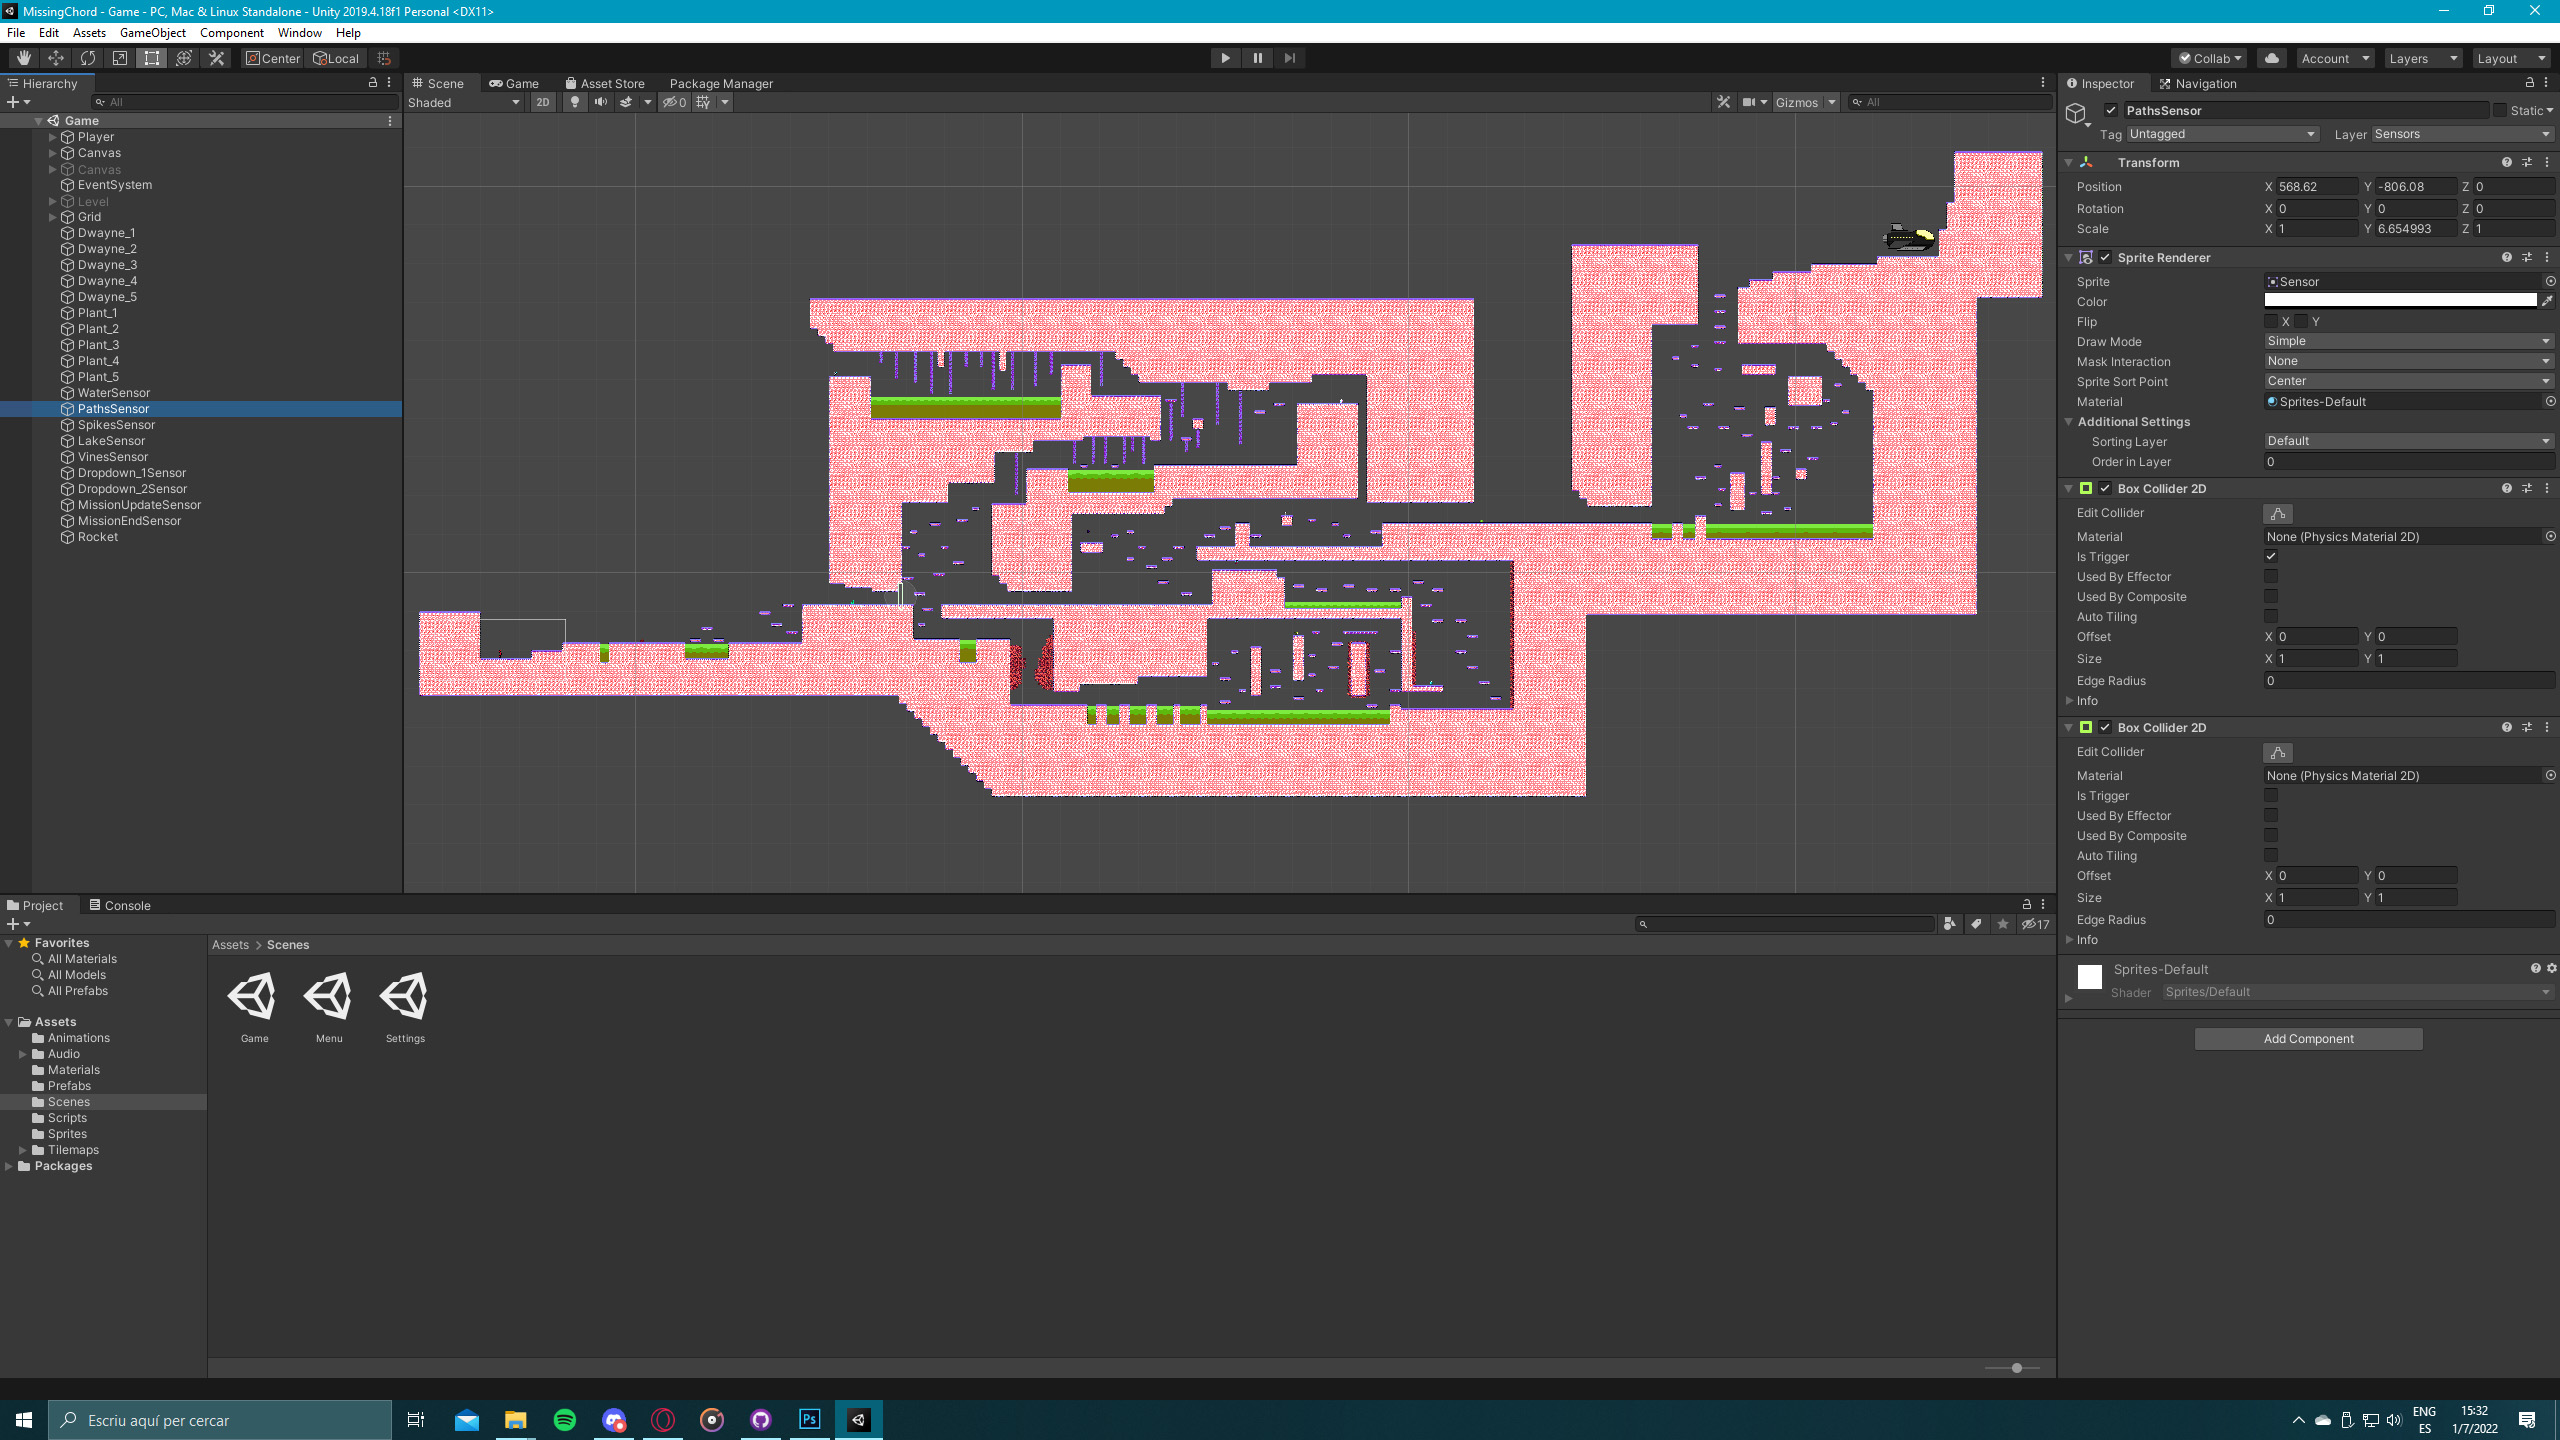 MissingChord - Game - PC, Mac & Linux Standalone - Unity 2019.4.18f1 Personal <DX11>
File Edit Assets GameObject Component Window Help
Center Local
Collab Account Layers Layout
Hierarchy
All
Game
Player
Canvas
Canvas
EventSystem
Level
Grid
Dwayne_1
Dwayne_2
Dwayne_3
Dwayne_4
Dwayne_5
Plant_1
Plant_2
Plant_3
Plant_4
Plant_5
WaterSensor
PathsSensor
SpikesSensor
LakeSensor
VinesSensor
Dropdown_1Sensor
Dropdown_2Sensor
MissionUpdateSensor
MissionEndSensor
Rocket
Scene Game Asset Store Package Manager
Shaded 2D 0 Gizmos All
Inspector Navigation
PathsSensor Static
Tag Untagged Layer Sensors
Transform
Position X 568.62 Y -806.08 Z 0
Rotation X 0 Y 0 Z 0
Scale X 1 Y 6.654993 Z 1
Sprite Renderer
Sprite Sensor
Color
Flip X Y
Draw Mode Simple
Mask Interaction None
Sprite Sort Point Center
Material Sprites-Default
Additional Settings
Sorting Layer Default
Order in Layer 0
Box Collider 2D
Edit Collider
Material None (Physics Material 2D)
Is Trigger
Used By Effector
Used By Composite
Auto Tiling
Offset X 0 Y 0
Size X 1 Y 1
Edge Radius 0
Info
Box Collider 2D
Edit Collider
Material None (Physics Material 2D)
Is Trigger
Used By Effector
Used By Composite
Auto Tiling
Offset X 0 Y 0
Size X 1 Y 1
Edge Radius 0
Info
Sprites-Default
Shader Sprites/Default
Add Component
Project Console
17
Favorites
All Materials
All Models
All Prefabs
Assets
Animations
Audio
Materials
Prefabs
Scenes
Scripts
Sprites
Tilemaps
Packages
Assets > Scenes
Game Menu Settings
Escriu aquí per cercar
Ps
ENG
ES
15:32
1/7/2022